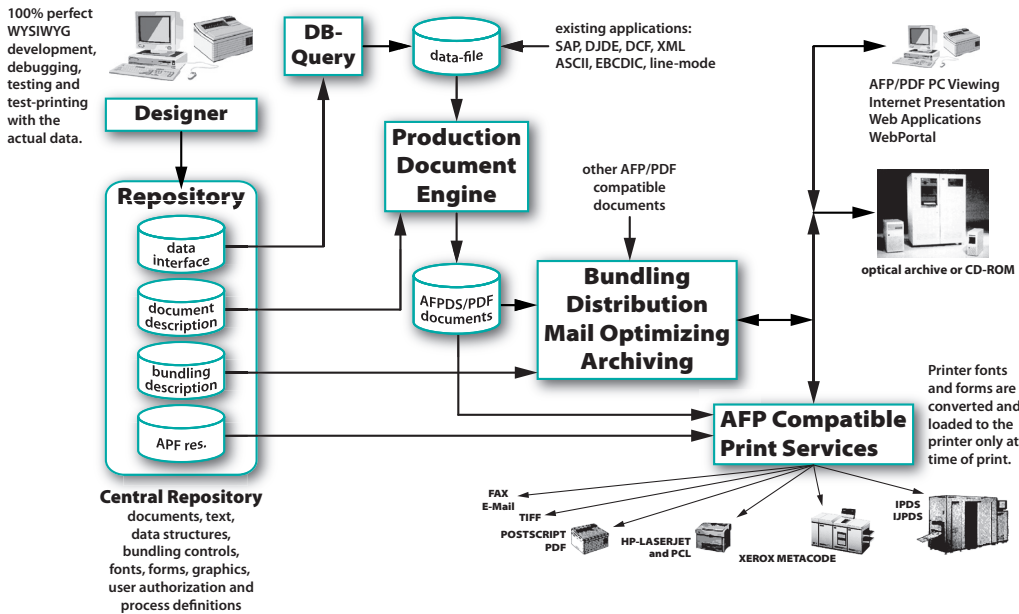 100% perfect
WYSIWYG
development,
debugging,
testing and
test-printing
with the
actual data.
Designer
Repository
data
interface
document
description
bundling
description
APF res.
Central Repository
documents, text,
data structures,
bundling controls,
fonts, forms, graphics,
user authorization and
process definitions
DB-
Query
data-file
existing applications:
SAP, DJDE, DCF, XML
ASCII, EBCDIC, line-mode
Production
Document
Engine
AFPDS/PDF
documents
other AFP/PDF
compatible
documents
Bundling
Distribution
Mail Optimizing
Archiving
AFP/PDF PC Viewing
Internet Presentation
Web Applications
WebPortal
optical archive or CD-ROM
Printer fonts
and forms are
converted and
loaded to the
printer only at
time of print.
AFP Compatible
Print Services
FAX
E-Mail
TIFF
POSTSCRIPT
PDF
HP-LASERJET
and PCL
XEROX METACODE
IPDS
IJPDS